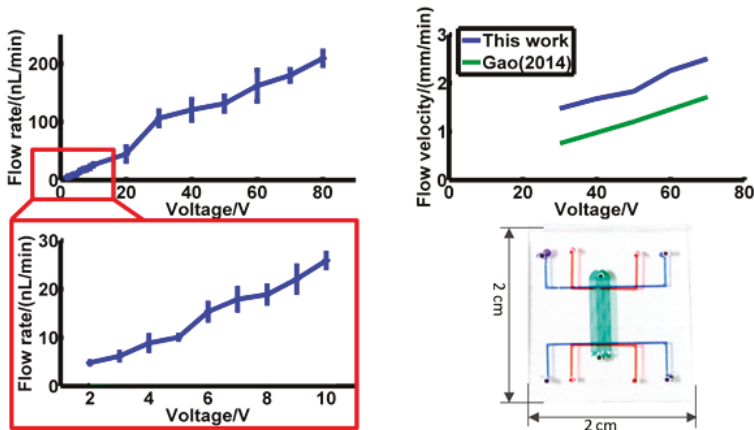 Flow rate/(nL/min)
200
100
0
0
20
40
60
80
Voltage/V
Flow velocity/(mm/min)
3
2
1
0
This work
Gao(2014)
0
20
40
60
80
Voltage/V
Flow rate/(nL/min)
30
20
10
0
2
4
6
8
10
Voltage/V
2 cm
2 cm